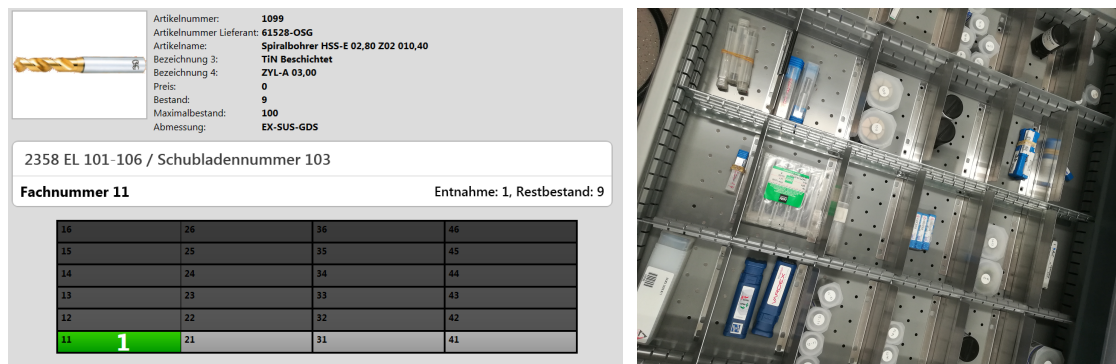 Artikelnummer: 1099
Artikelnummer Lieferant: 61528-OSG
Artikelname: Spiralbohrer HSS-E 02,80 Z02 010,40
Bezeichnung 3: TiN Beschichtet
Bezeichnung 4: ZYL-A 03,00
Preis: 0
Bestand: 9
Maximalbestand: 100
Abmessung: EX-SUS-GDS
2358 EL 101-106 / Schubladennummer 103
Fachnummer 11 Entnahme: 1, Restbestand: 9
16 26 36 46
15 25 35 45
14 24 34 44
13 23 33 43
12 22 32 42
11 1 21 31 41
VARDEX